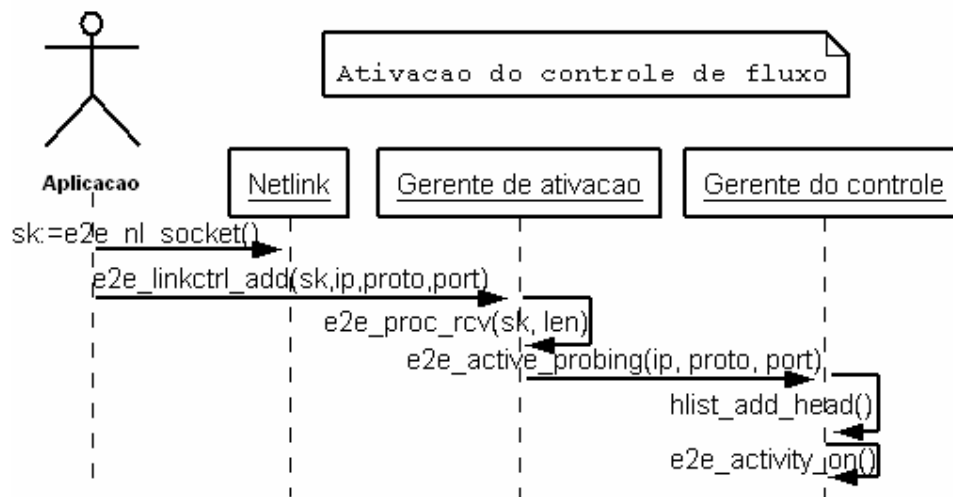 Ativacao do controle de fluxo
Aplicacao
Netlink
Gerente de ativacao
Gerente do controle
sk:=e2e_nl_socket()
e2e_linkctrl_add(sk,ip,proto,port)
e2e_proc_rcv(sk, len)
e2e_active_probing(ip, proto, port)
hlist_add_head()
e2e_activity_on()